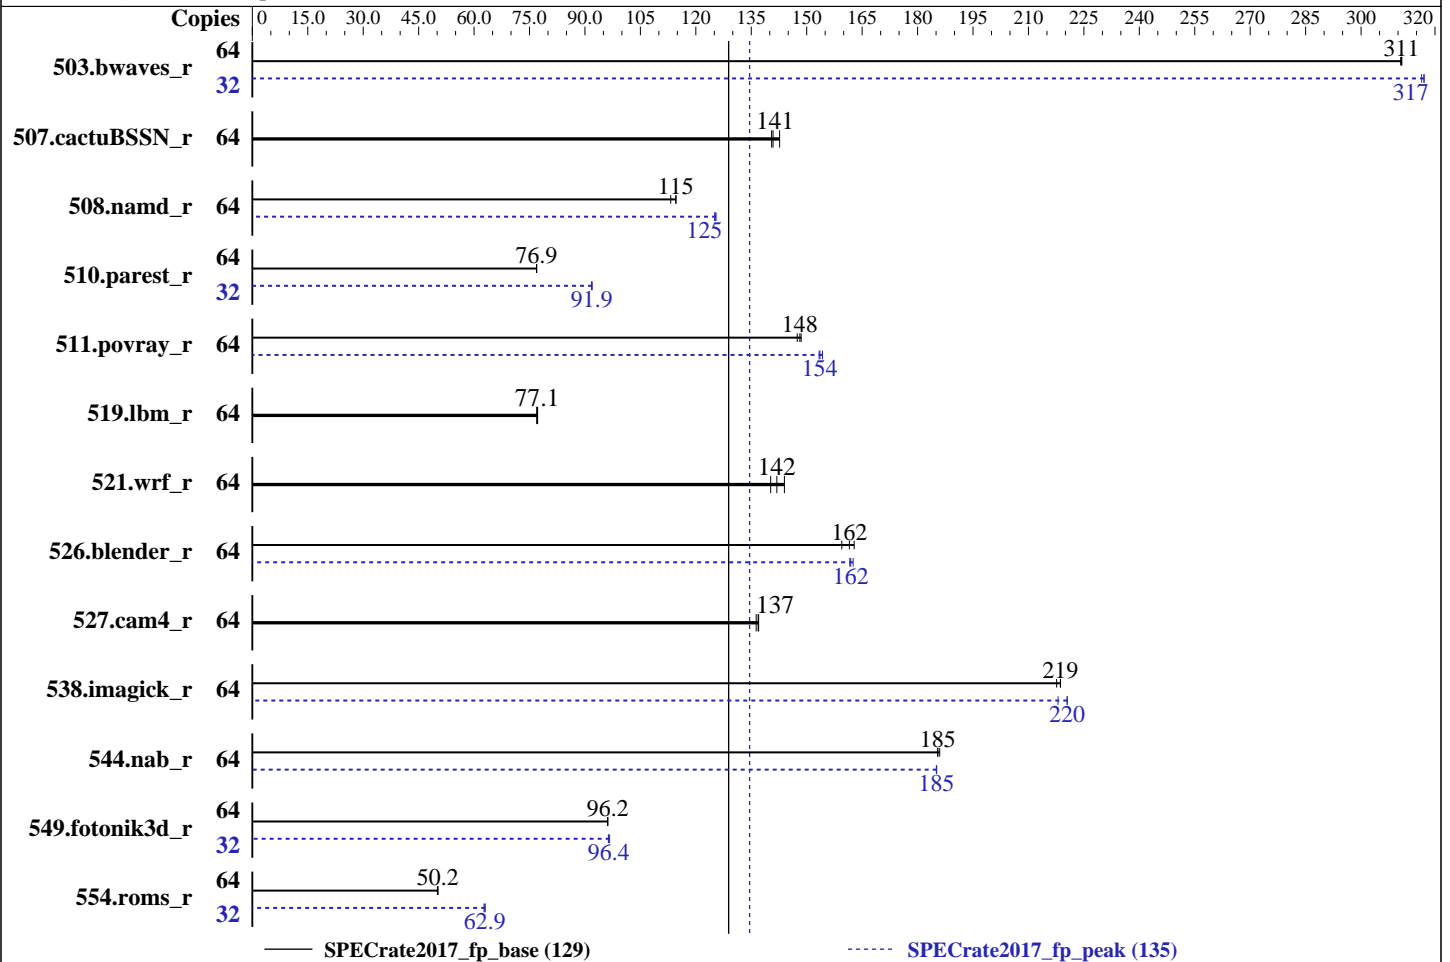 Copies 0 15.0 30.0 45.0 60.0 75.0 90.0 105 120 135 150 165 180 195 210 225 240 255 270 285 300 320
503.bwaves_r 64 311
32 317
507.cactuBSSN_r 64 141
508.namd_r 64 115
125
510.parest_r 64 76.9
32 91.9
511.povray_r 64 148
154
519.lbm_r 64 77.1
521.wrf_r 64 142
526.blender_r 64 162
162
527.cam4_r 64 137
538.imagick_r 64 219
220
544.nab_r 64 185
185
549.fotonik3d_r 64 96.2
32 96.4
554.roms_r 64 50.2
32 62.9
SPECrate2017_fp_base (129) SPECrate2017_fp_peak (135)